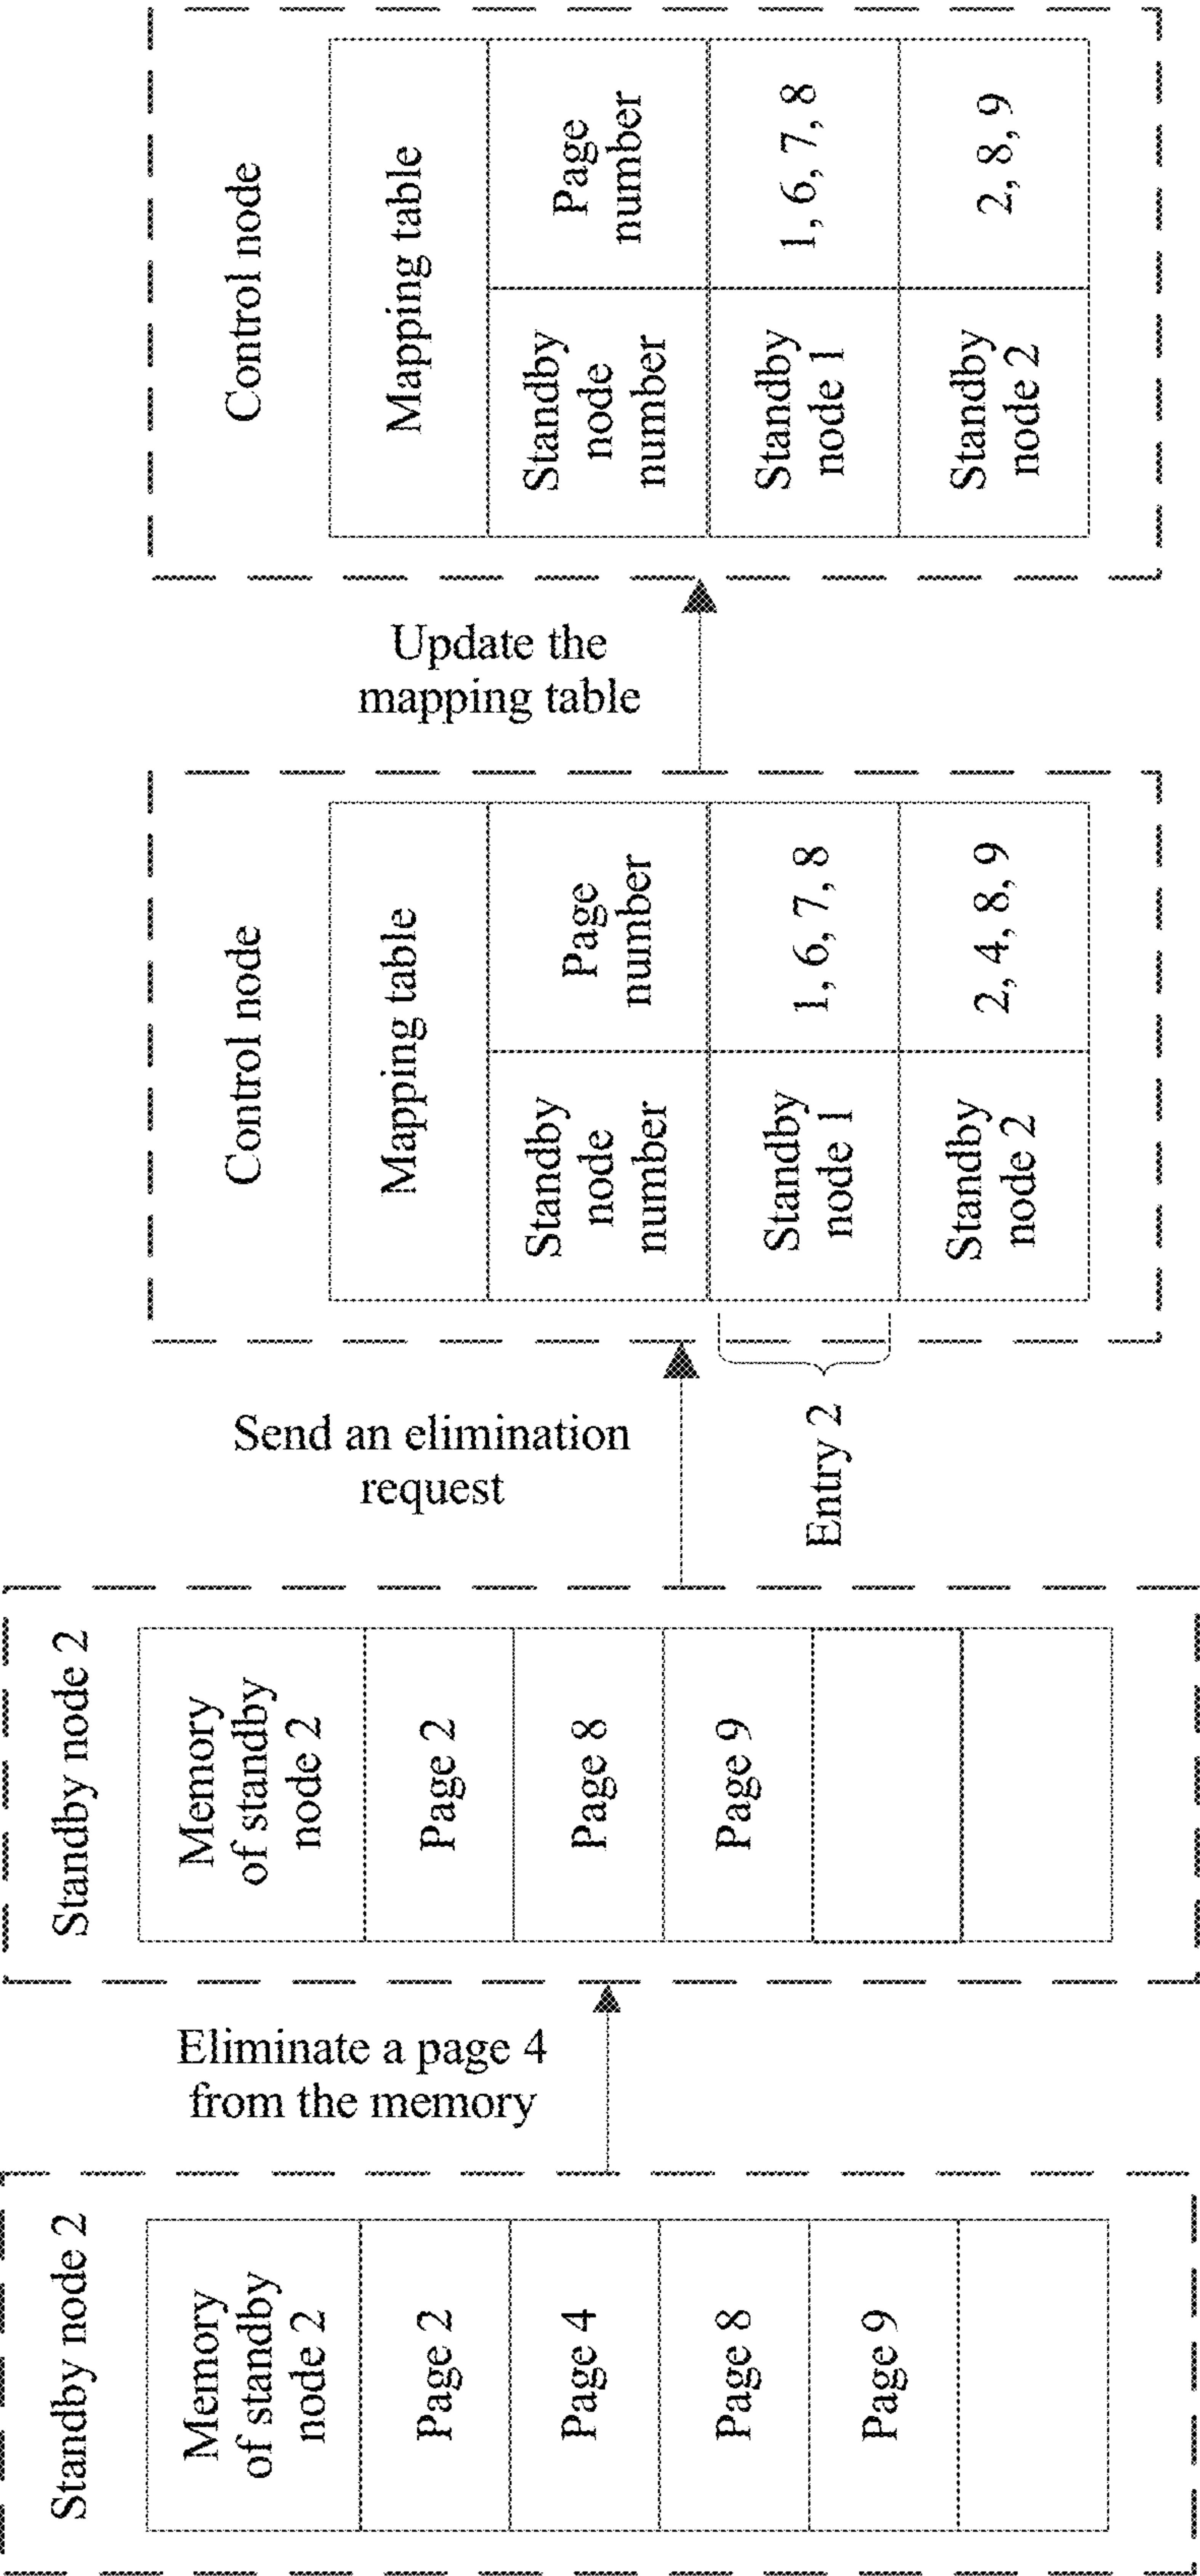 Standby node 2
Memory
of standby
node 2
Page 2
Page 4
Page 8
Page 9
Eliminate a page 4
from the memory
Standby node 2
Memory
of standby
node 2
Page 2
Page 8
Page 9
Send an elimination
request
Entry 2
Control node
Mapping table
Standby
node
number
Page
number
Standby
node 1
1, 6, 7, 8
Standby
node 2
2, 4, 8, 9
Update the
mapping table
Control node
Mapping table
Standby
node
number
Page
number
Standby
node 1
1, 6, 7, 8
Standby
node 2
2, 8, 9